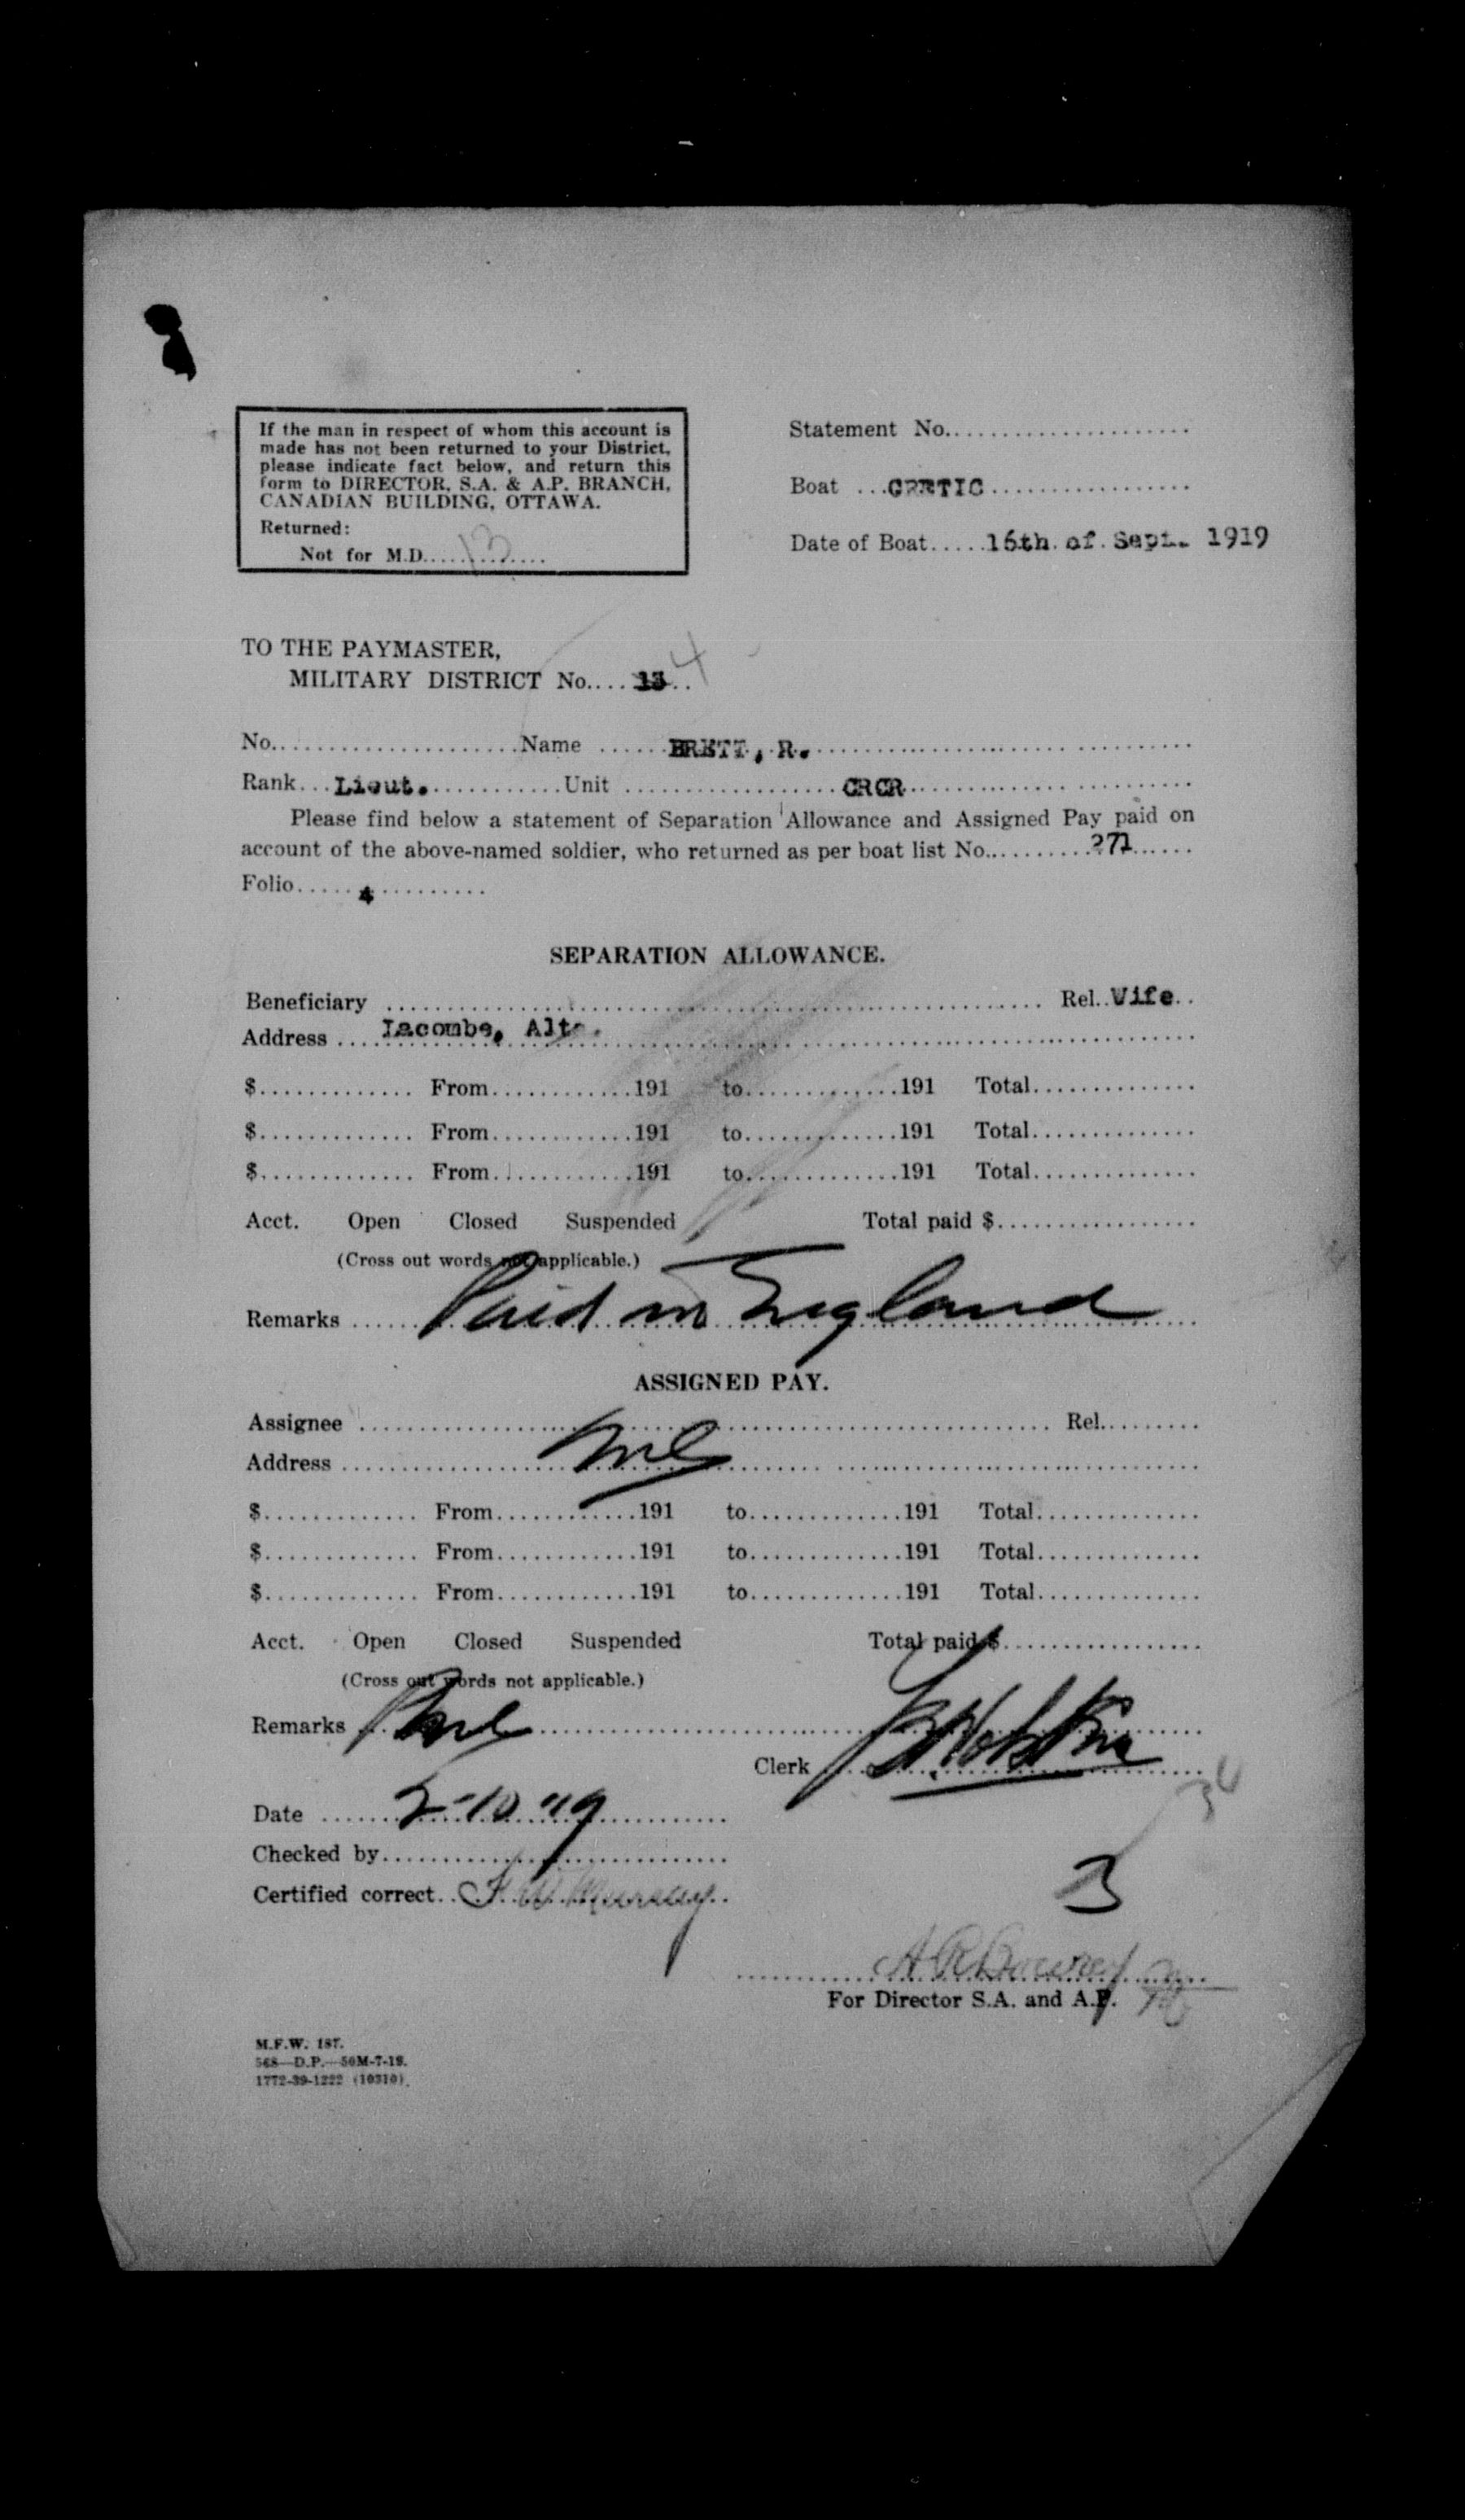 If the man in respect of whom this account is
made has not been returned to your District,
please indicate fact below, and return this
form to DIRECTOR, S.A. & A.P. BRANCH,
CANADIAN BUILDING, OTTAWA.
Returned:
Not for M.D. 13
Statement No.
Boat CRETIC
Date of Boat 16th of Sept. 1919
TO THE PAYMASTER,
MILITARY DISTRICT No. 13 4
No. Name BRETT, R.
Rank Lieut. Unit CRCR
Please find below a statement of Separation Allowance and Assigned Pay paid on
account of the above-named soldier, who returned as per boat list No. 271
Folio 4
SEPARATION ALLOWANCE.
Beneficiary Rel. Wife
Address Lacombe, Alta.
$ From 191 to 191 Total
$ From 191 to 191 Total
$ From 191 to 191 Total
Acct. Open Closed Suspended Total paid $
(Cross out words not applicable.)
Remarks Paid in England
ASSIGNED PAY.
Assignee Rel.
Address Nil
$ From 191 to 191 Total
$ From 191 to 191 Total
$ From 191 to 191 Total
Acct. Open Closed Suspended Total paid $
(Cross out words not applicable.)
Remarks
Clerk
Date 2-10-19
Checked by
Certified correct Murray
3
For Director S.A. and A.P.
M.F.W. 187.
568—D.P.—50M-7-19.
1772-39-1222 (10310).